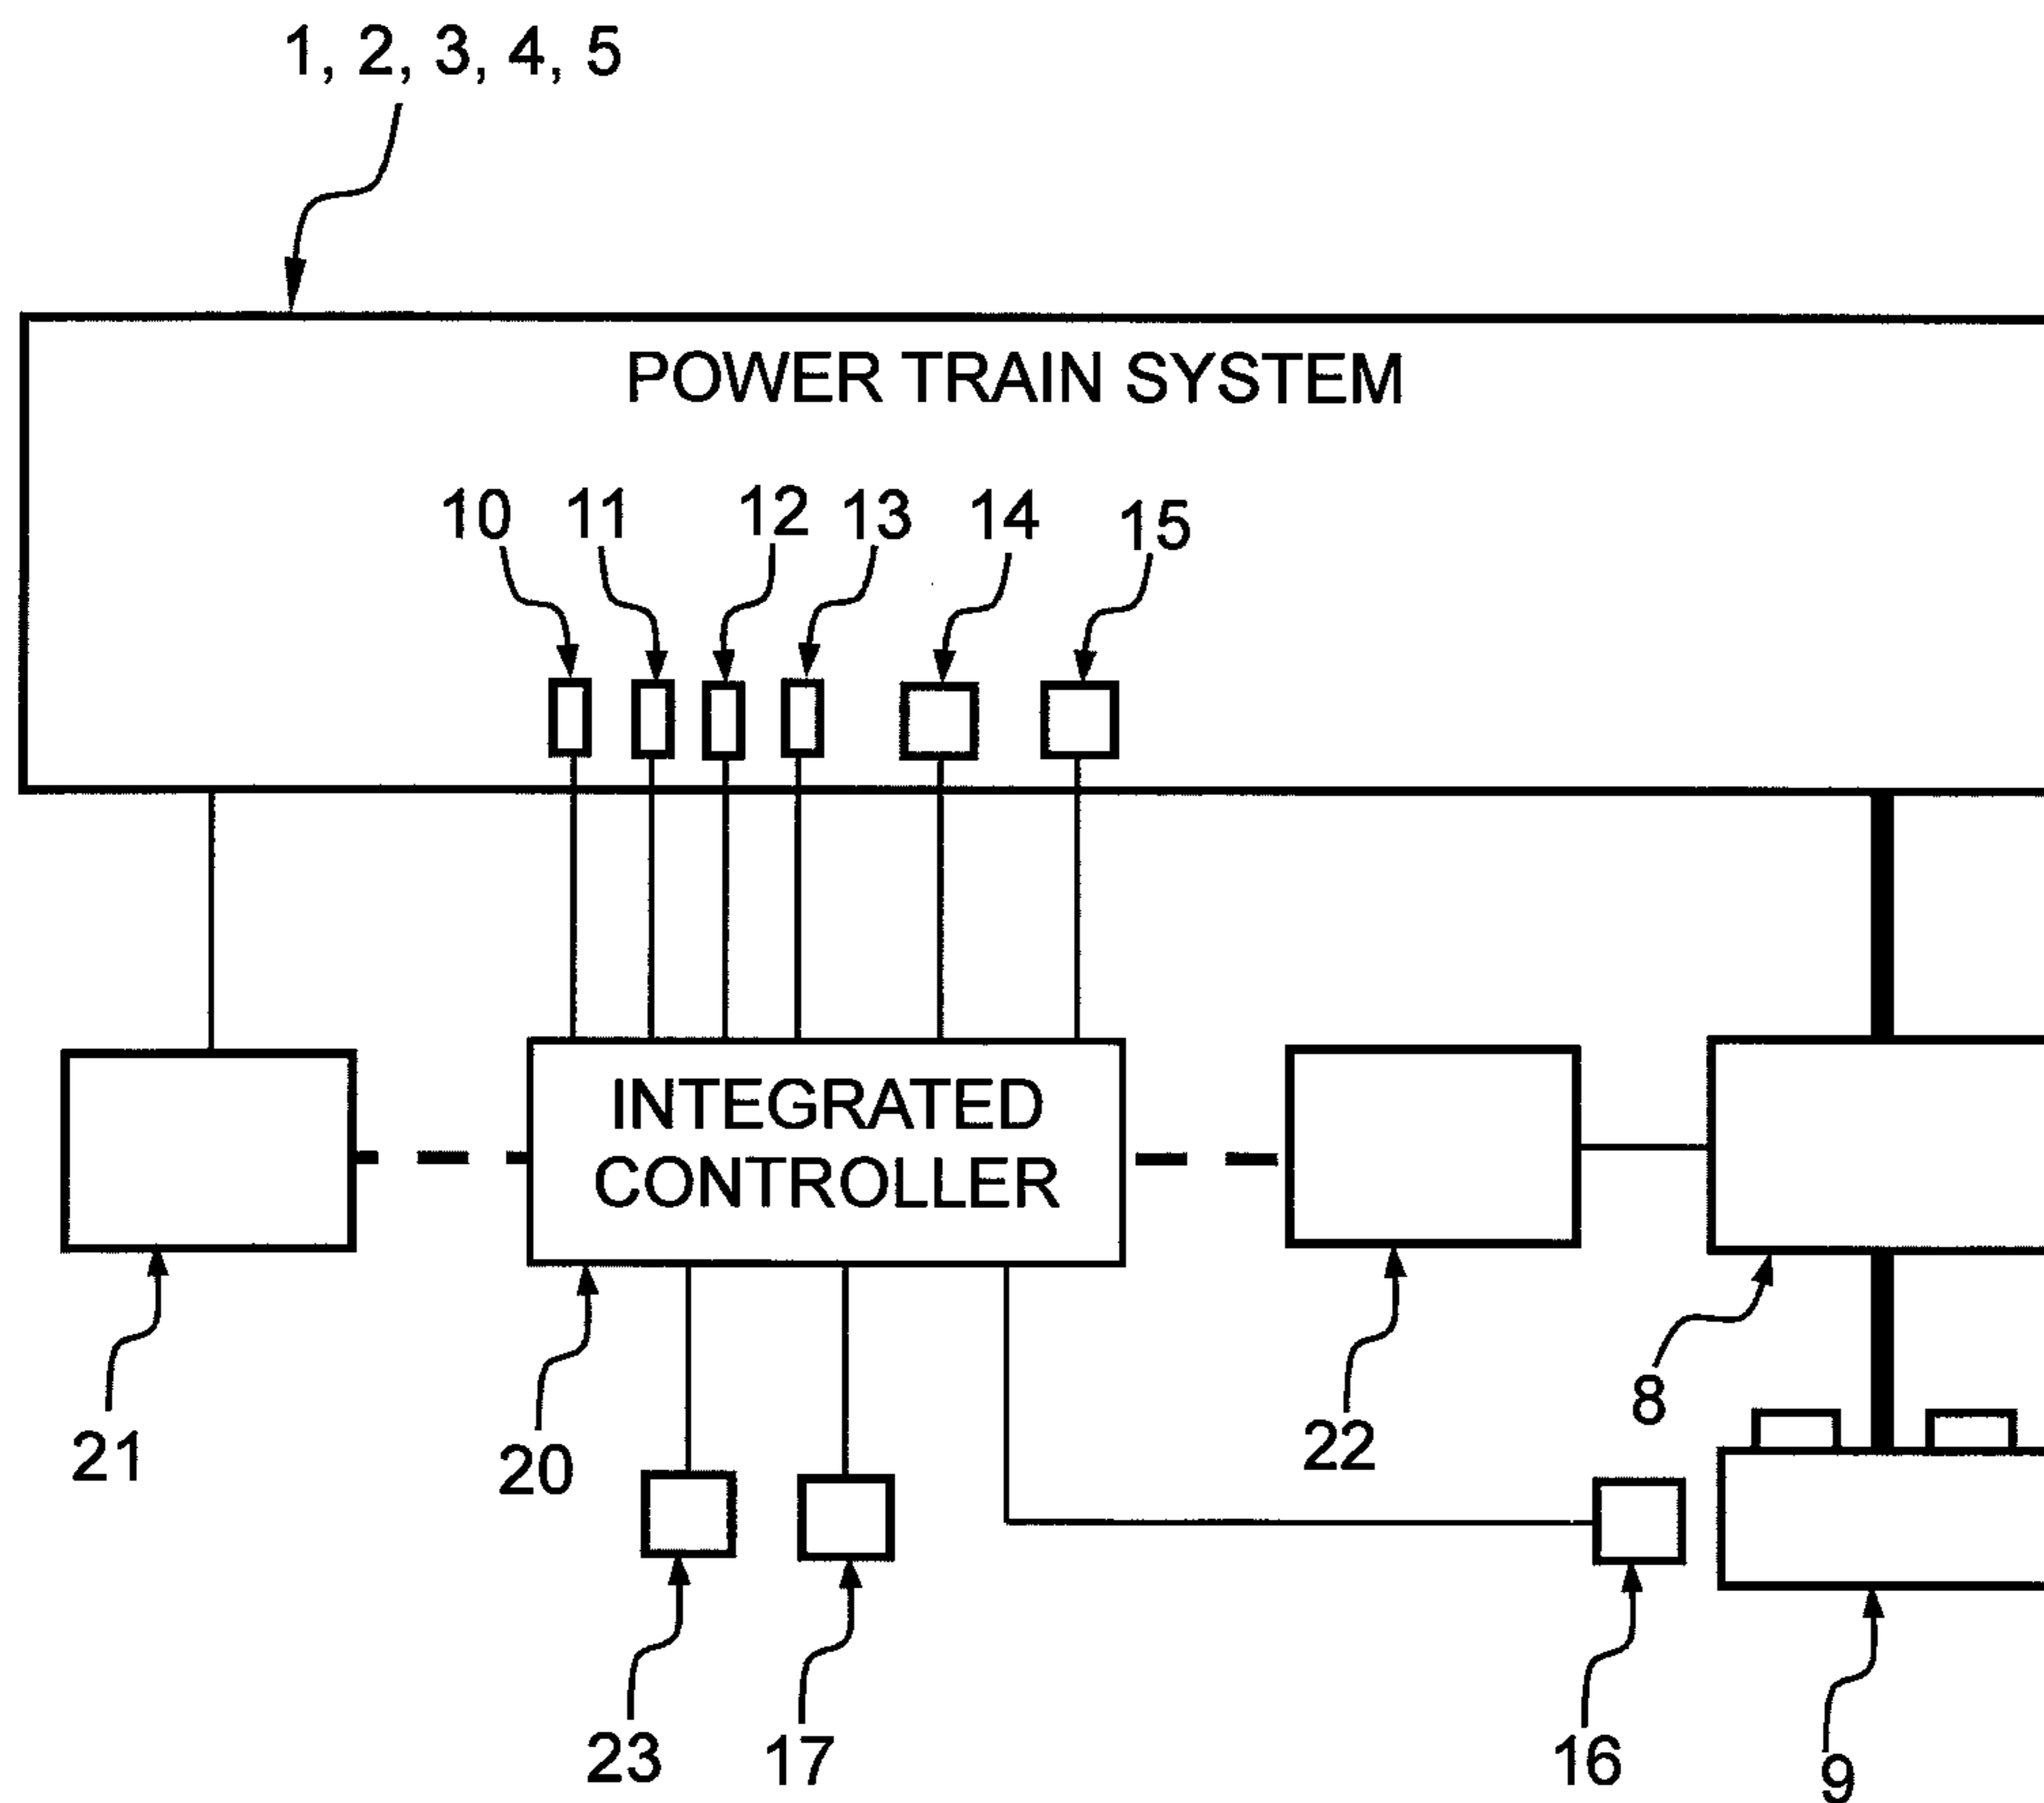 1, 2, 3, 4, 5
POWER TRAIN SYSTEM
10 11 12 13 14 15
INTEGRATED
CONTROLLER
8
21 20 22
23 17 16 9